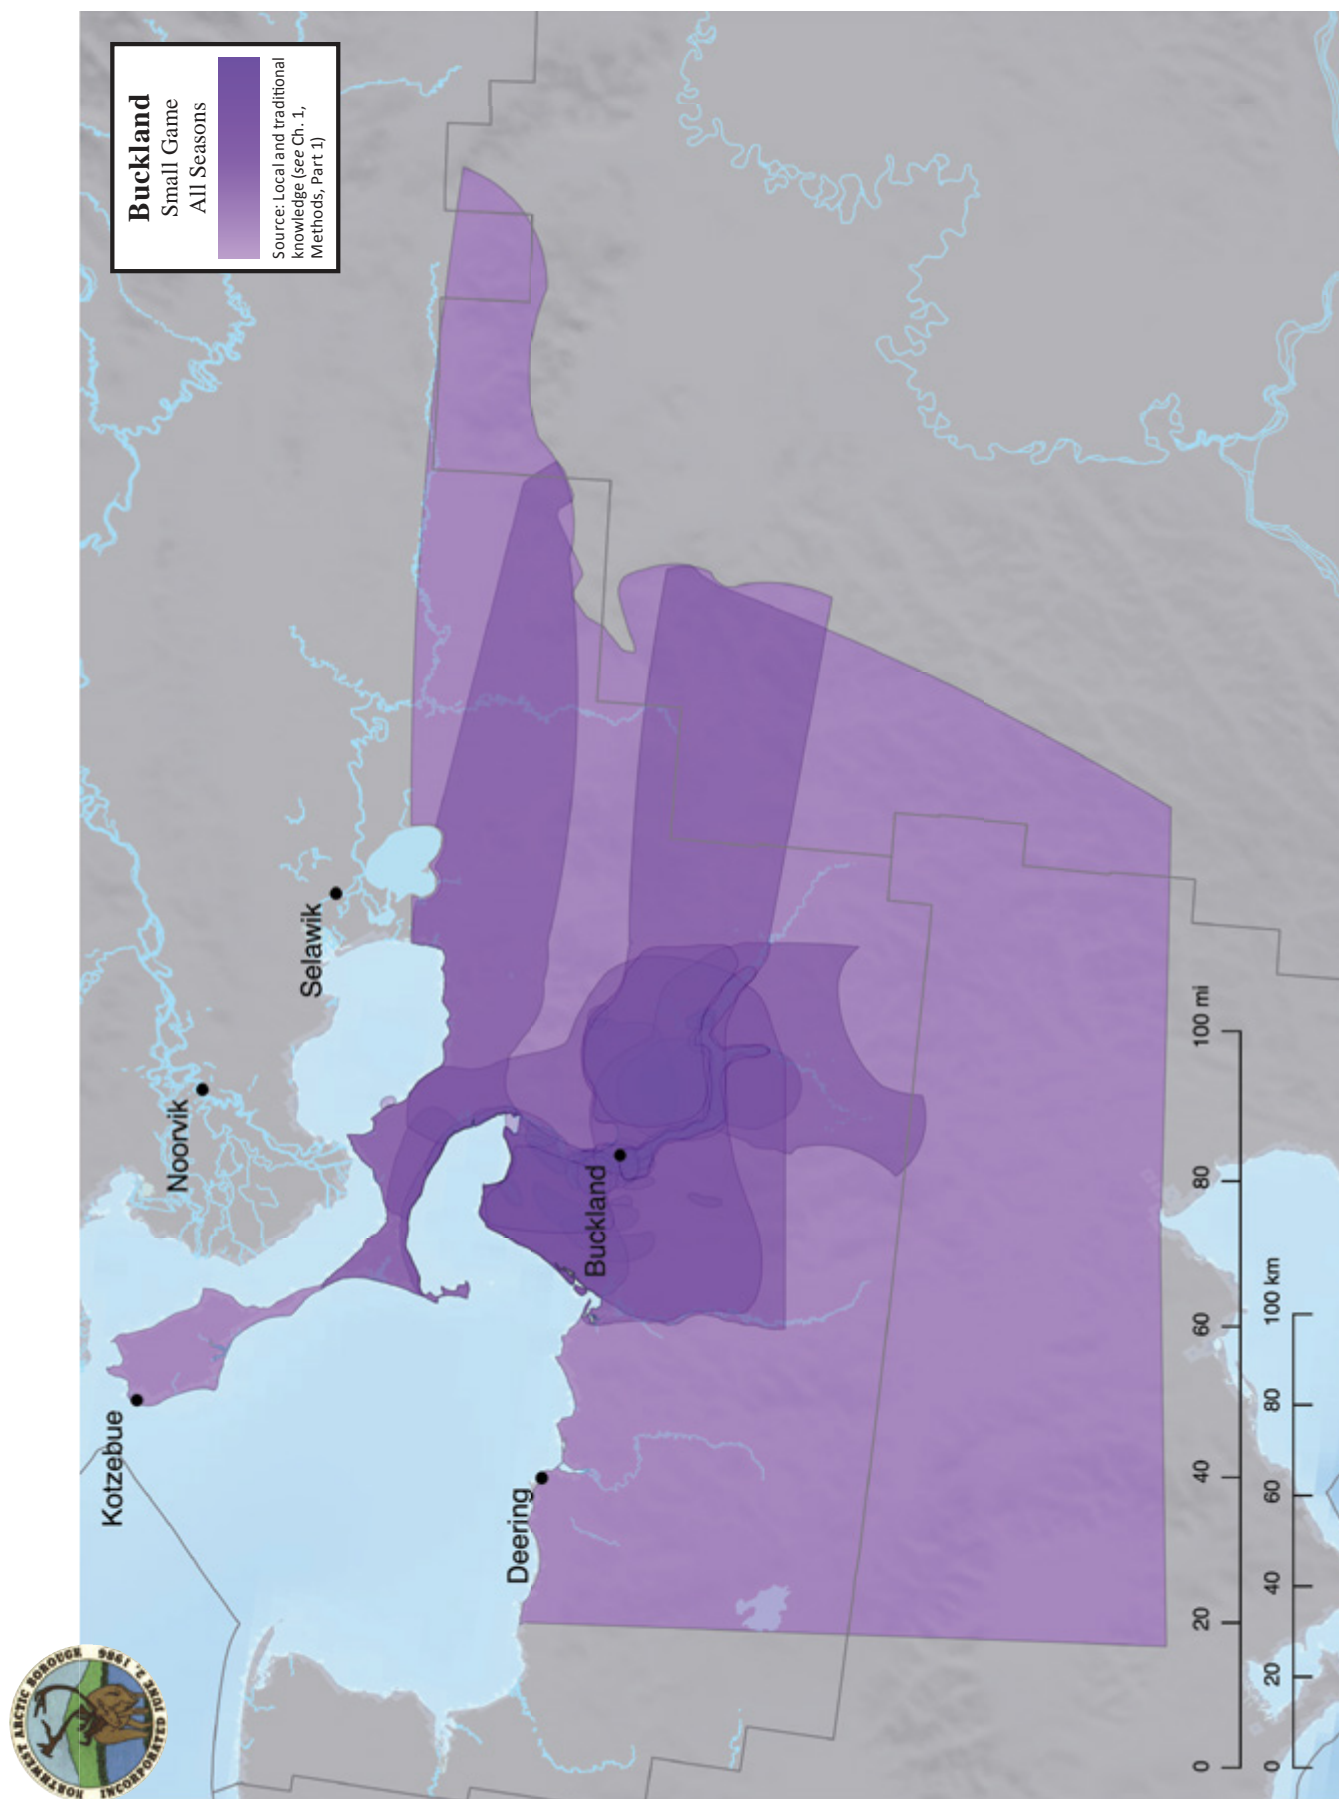 Buckland
Small Game
All Seasons
Source: Local and traditional
knowledge (see Ch. 1,
Methods, Part 1)
NORTHWEST ARCTIC BOROUGH
INCORPORATED JUNE 2, 1986
Kotzebue
Noorvik
Selawik
Deering
Buckland
0 20 40 60 80 100 mi
0 20 40 60 80 100 km